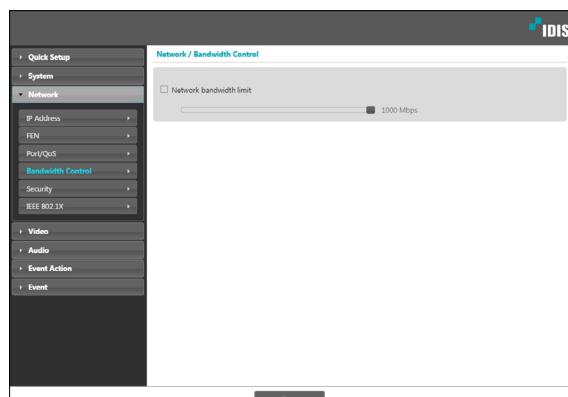 IDIS
Quick Setup
System
Network
IP Address
FEN
Port/QoS
Bandwidth Control
Security
IEEE 802.1X
Video
Audio
Event Action
Event
Network / Bandwidth Control
Network bandwidth limit
1000 Mbps